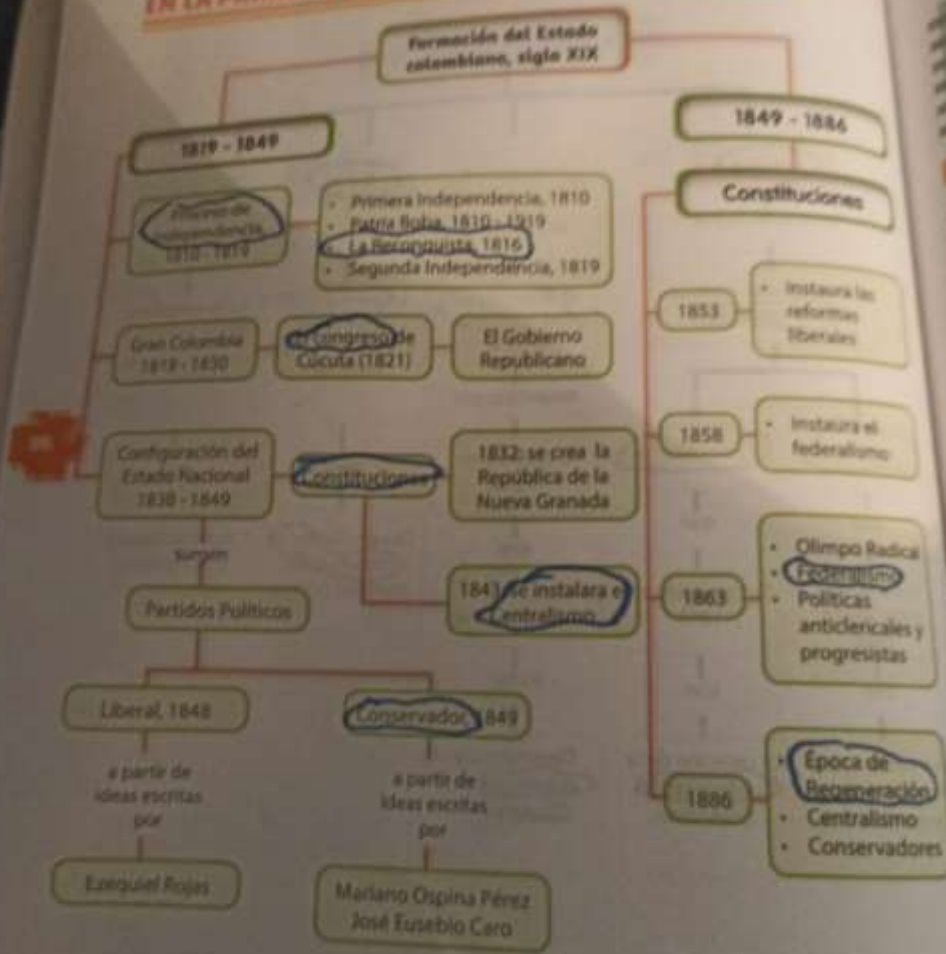 EN LA
Formación del Estado
colombiano, siglo XIX
1819 - 1849
1849 - 1886
Proceso de
independencia
1810 - 1819
• Primera Independencia, 1810
• Patria Boba, 1810 - 1919
• La Reconquista, 1816
• Segunda Independencia, 1819
Gran Colombia
1819 - 1830
El congreso de
Cúcuta (1821)
El Gobierno
Republicano
Configuración del
Estado Nacional
1830 - 1849
Constituciones
1832: se crea la
República de la
Nueva Granada
1843: se instalara el
Centralismo
surgen
Partidos Políticos
Liberal, 1848
a partir de
ideas escritas
por
Ezequiel Rojas
Conservador, 1849
a partir de
ideas escritas
por
Mariano Ospina Pérez
José Eusebio Caro
Constituciones
1853
• Instaura las
reformas
liberales
1858
• Instaura el
federalismo
1863
• Olimpo Radical
• Federalismo
• Políticas
anticlericales y
progresistas
1886
• Época de
Regeneración
• Centralismo
• Conservadores